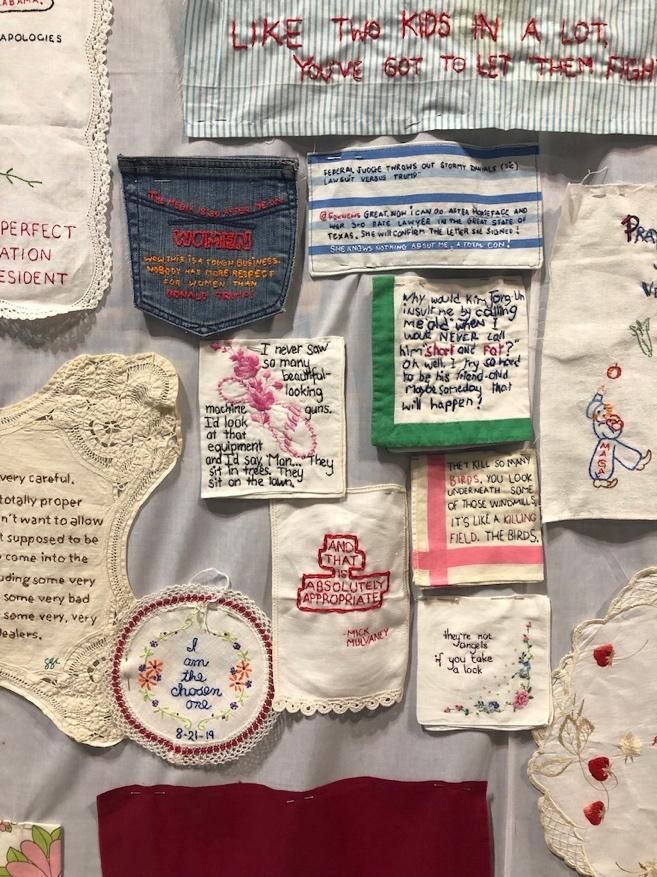 ABAMA.
APOLOGIES
PERFECT
ATION
ESIDENT
LIKE TWO KIDS IN A LOT,
YOU'VE GOT TO LET THEM FIGH
THE MEDIA IS SO AFTER ME ON
WOMEN
WOW THIS IS A TOUGH BUSINESS.
NOBODY HAS MORE RESPECT
FOR WOMEN THAN
DONALD TRUMP!
FEDERAL JUDGE THROWS OUT STORMY DANIALS (SIC)
LAWSUIT VERSUS TRUMP"
@FOXNEWS GREAT, NOW I CAN GO AFTER HORSEFACE AND
HER 3RD RATE LAWYER IN THE GREAT STATE OF
TEXAS. SHE WILL CONFIRM THE LETTER SHE SIGNED!
SHE KNOWS NOTHING ABOUT ME, A TOTAL CON!
Why would Kim Jong-Un
insult me by calling
me old when I
would NEVER call
him short and fat?"
Oh well, I try so hard
to be his friend-and
maybe someday that
will happen!
I never saw
so many
beautiful-
looking
machine guns.
I'd look
at that
equipment
and I'd say, "Man... They
sit in trees. They
sit on the lawn."
THEY KILL SO MANY
BIRDS. YOU LOOK
UNDERNEATH SOME
OF THOSE WINDMILLS,
IT'S LIKE A KILLING
FIELD. THE BIRDS.
PRA
V
MAGA
very careful.
totally proper
n't want to allow
t supposed to be
come into the
uding some very
some very bad
some very, very
ealers.
AND
THAT
IS
ABSOLUTELY
APPROPRIATE
-MICK
MULVANEY
they're not
angels
if you take
a look
I
am
the
chosen
one
8-21-19